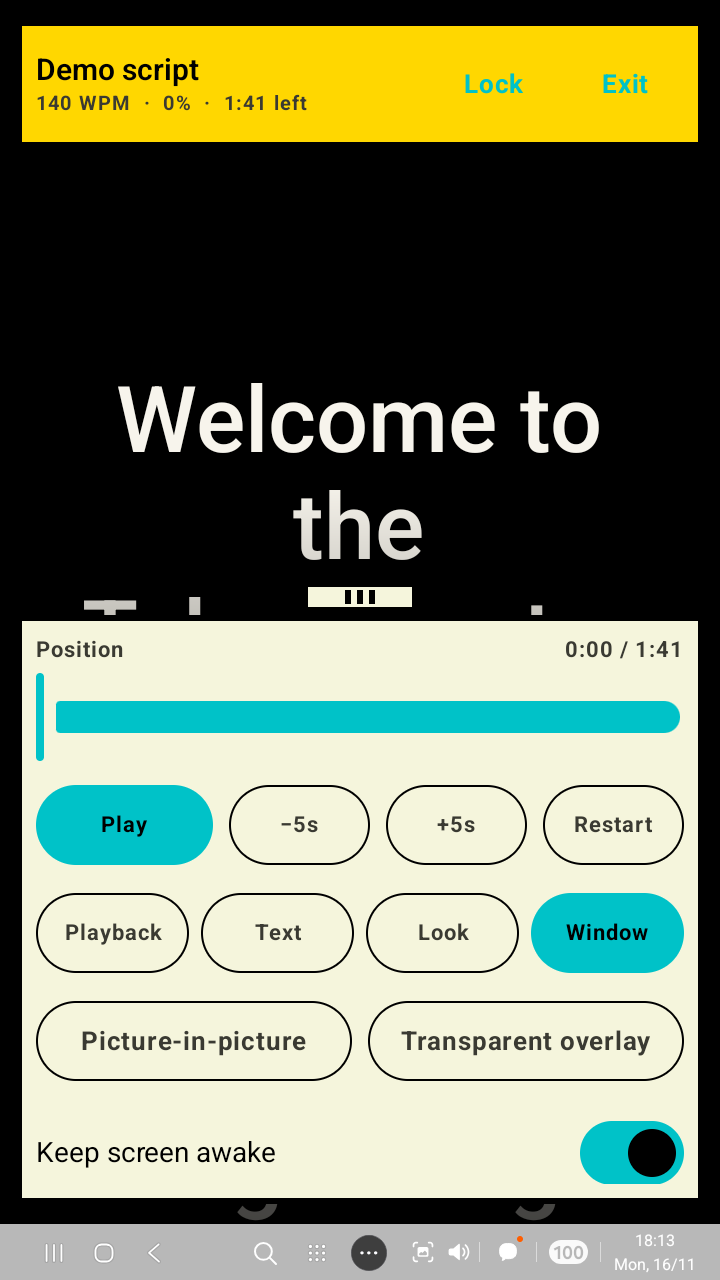 Demo script
140 WPM · 0% · 1:41 left
Lock
Exit
Welcome to
the
Position
0:00 / 1:41
Play
−5s
+5s
Restart
Playback
Text
Look
Window
Picture-in-picture
Transparent overlay
Keep screen awake
100
18:13
Mon, 16/11